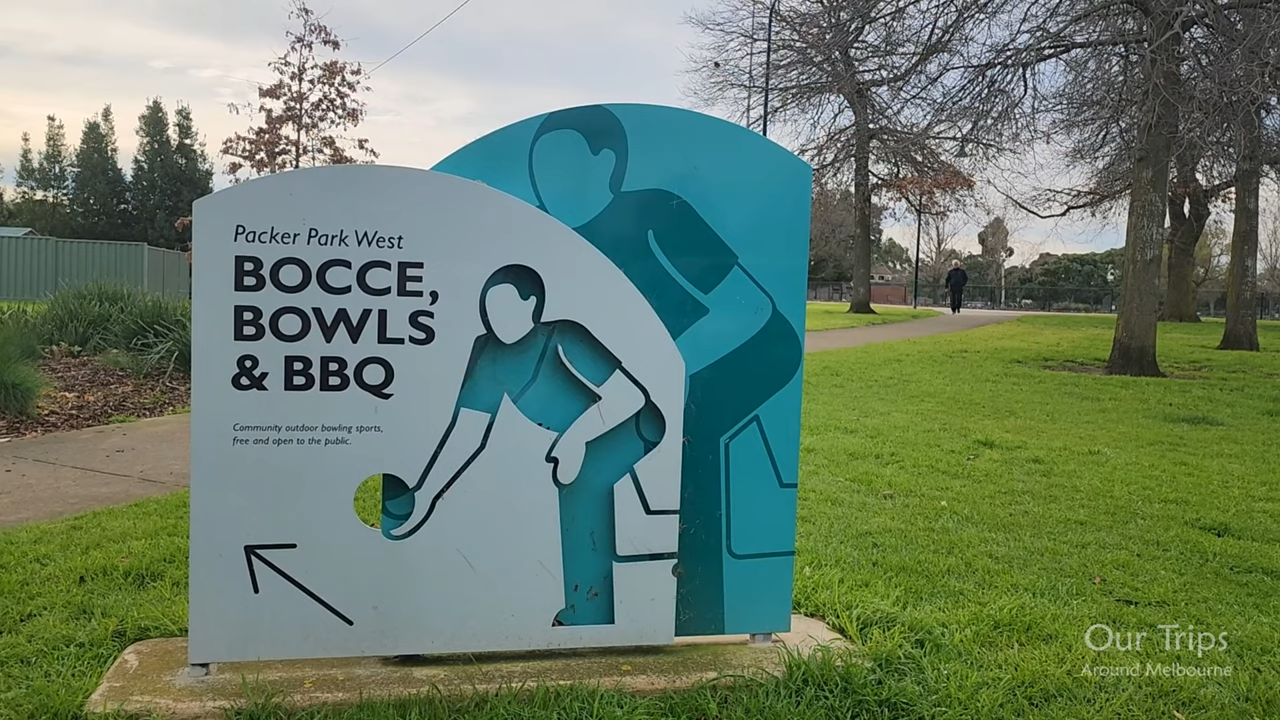 Packer Park West
BOCCE,
BOWLS
& BBQ
Community outdoor bowling sports,
free and open to the public.
Our Trips
Around Melbourne